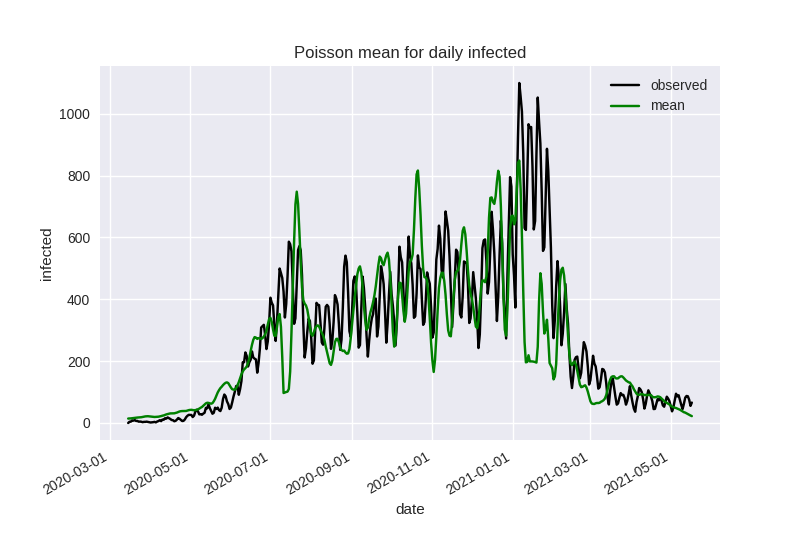 Poisson mean for daily infected
observed
mean
1000
800
600
400
200
0
infected
2020-03-01
2020-05-01
2020-07-01
2020-09-01
2020-11-01
2021-01-01
2021-03-01
2021-05-01
date